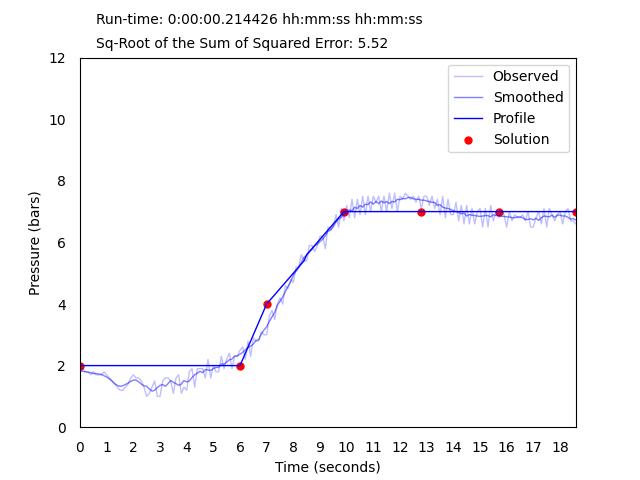 Run-time: 0:00:00.214426 hh:mm:ss hh:mm:ss
Sq-Root of the Sum of Squared Error: 5.52
Observed
Smoothed
Profile
Solution
12
10
8
6
4
2
0
Pressure (bars)
0 1 2 3 4 5 6 7 8 9 10 11 12 13 14 15 16 17 18
Time (seconds)